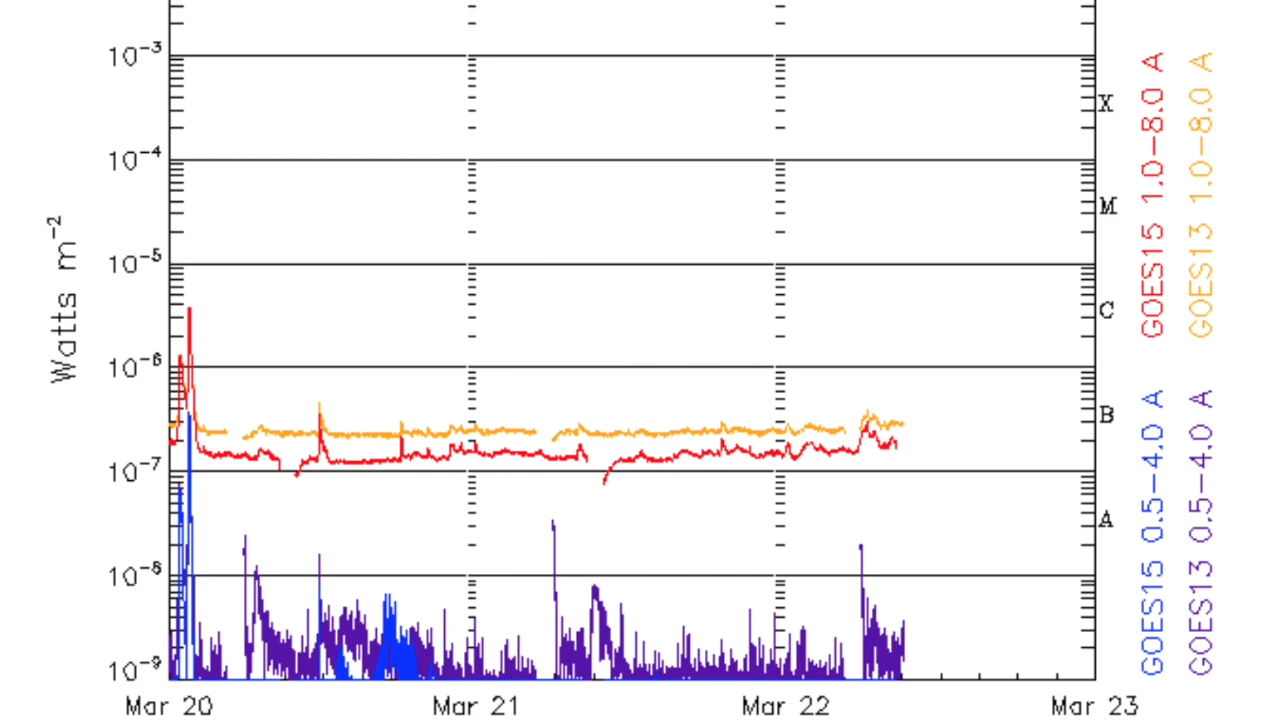 10⁻³
10⁻⁴
10⁻⁵
10⁻⁶
10⁻⁷
10⁻⁸
10⁻⁹
Watts m⁻²
Mar 20 Mar 21 Mar 22 Mar 23
X
M
C
B
A
GOES15 1.0-8.0 A
GOES13 1.0-8.0 A
GOES15 0.5-4.0 A
GOES13 0.5-4.0 A